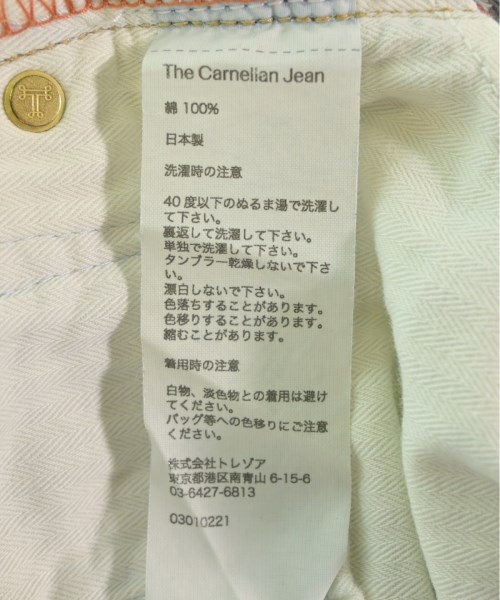 The Carnelian Jean
綿 100%
日本製
洗濯時の注意
40 度以下のぬるま湯で洗濯し
て下さい。
裏返して洗濯して下さい。
単独で洗濯して下さい。
タンブラー乾燥しないで下さ
い。
漂白しないで下さい。
色落ちすることがあります。
色移りすることがあります。
縮むことがあります。
着用時の注意
白物、淡色物との着用は避け
てください。
バッグ等への色移りにご注意
ください。
株式会社トレゾア
東京都港区南青山 6-15-6
03-6427-6813
03010221